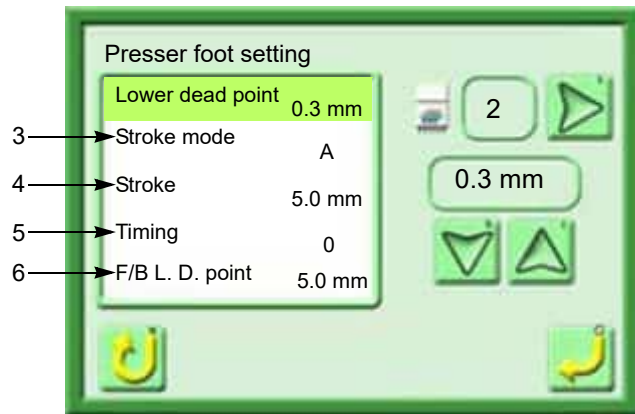 Presser foot setting
Lower dead point 0.3 mm
3 Stroke mode A
4 Stroke 5.0 mm
5 Timing 0
6 F/B L. D. point 5.0 mm
2
0.3 mm